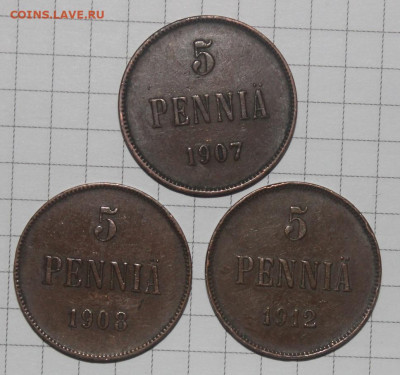 COINS.LAVE.RU
5
PENNIÄ
1907
5
PENNIÄ
1908
5
PENNIÄ
1912